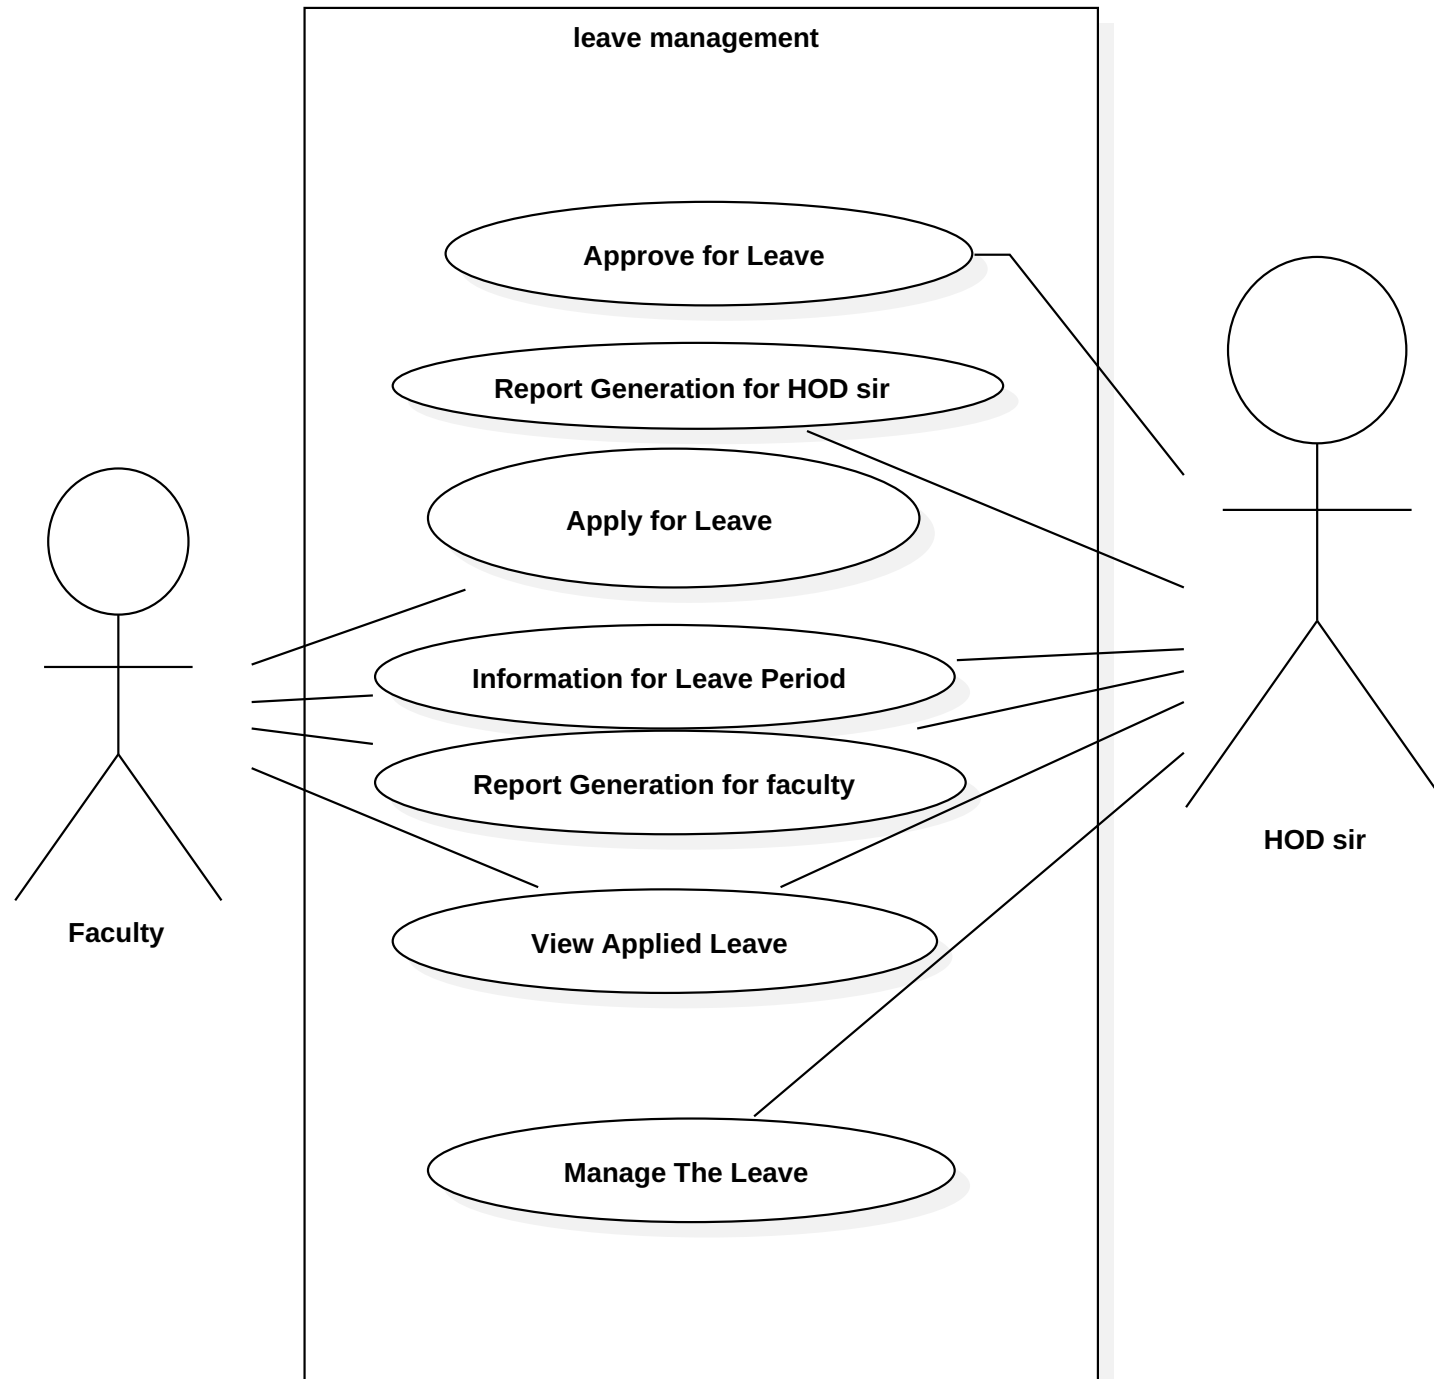 leave management
Approve for Leave
Report Generation for HOD sir
Apply for Leave
Information for Leave Period
Report Generation for faculty
HOD sir
Faculty
View Applied Leave
Manage The Leave